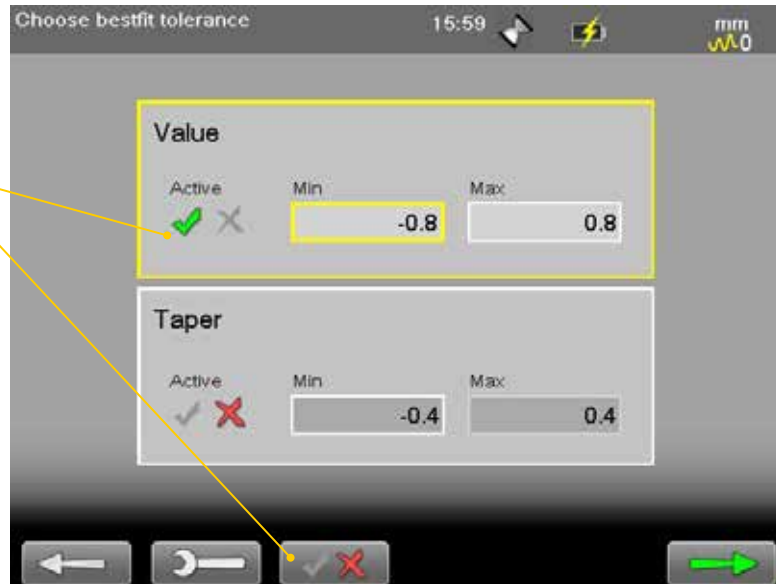 Choose bestfit tolerance 15:59 mm
0
Value
Active Min Max
-0.8 0.8
Taper
Active Min Max
-0.4 0.4